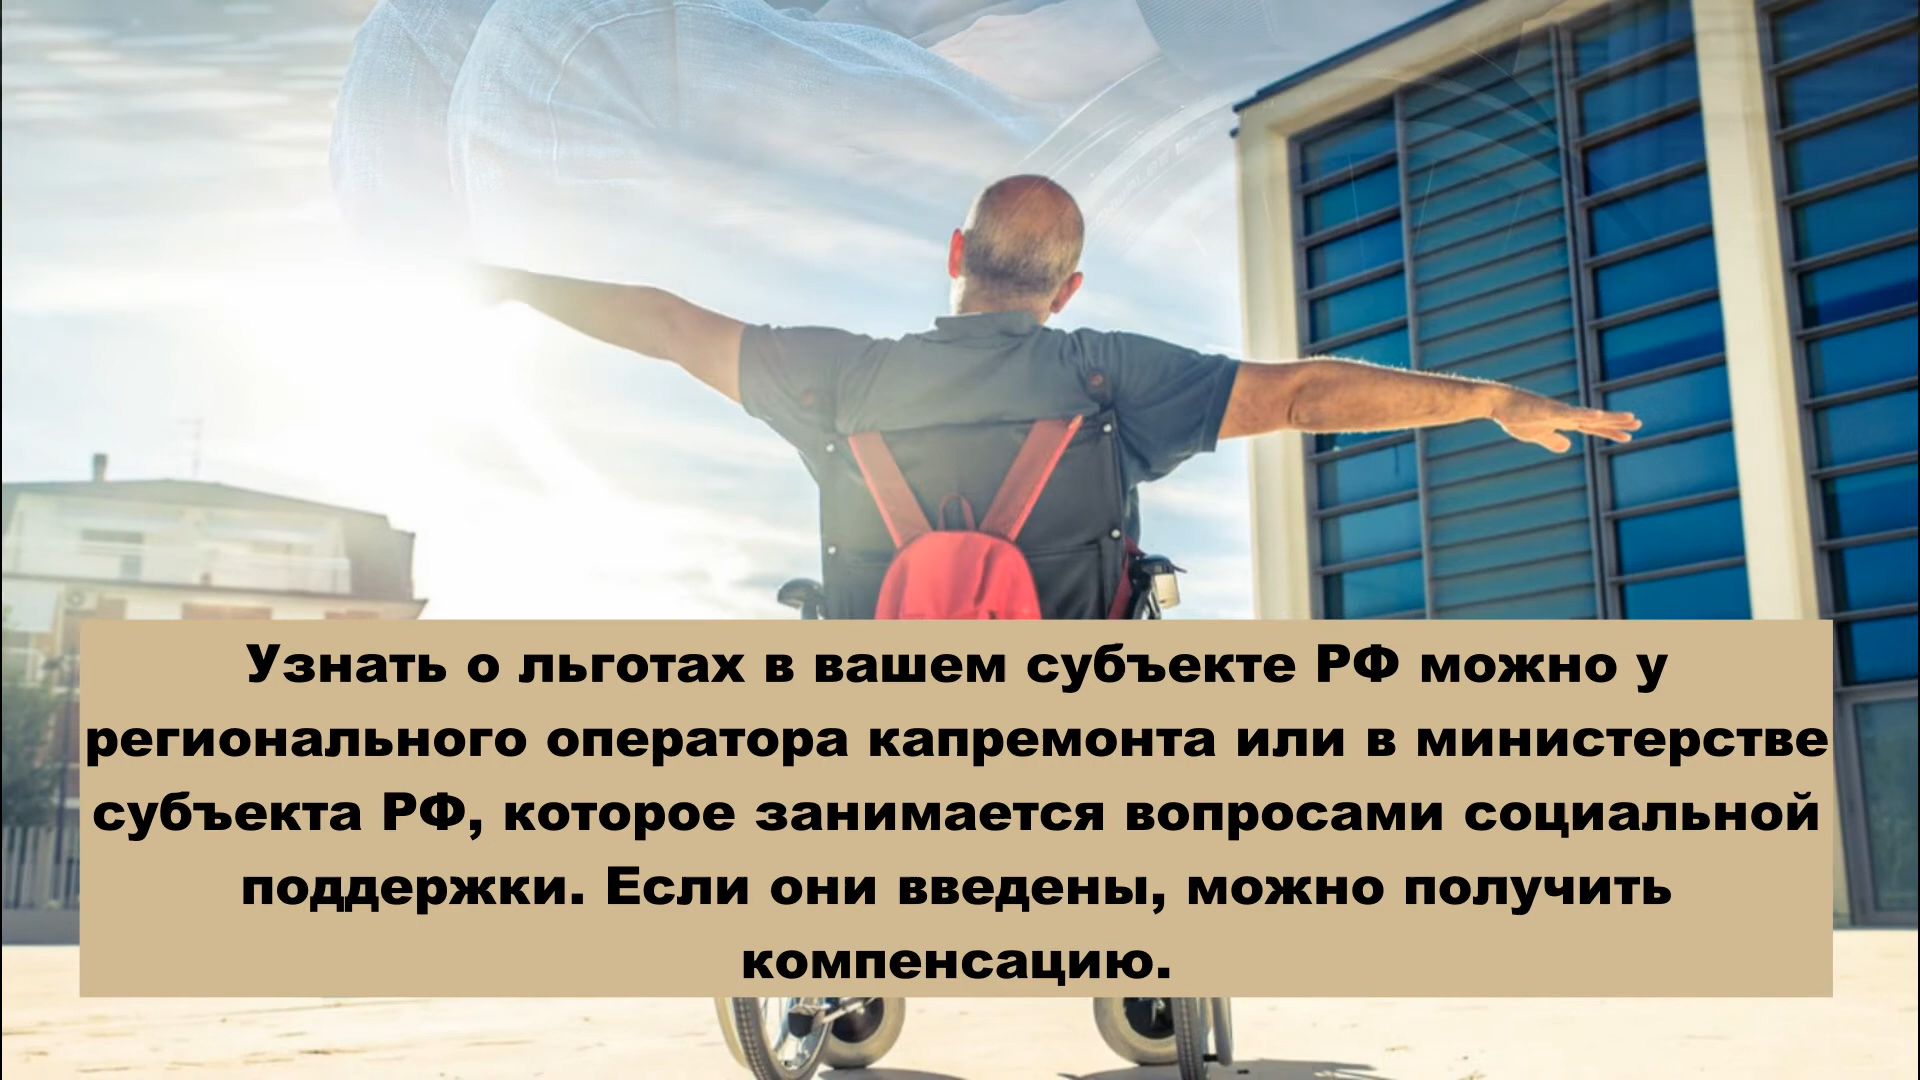 Узнать о льготах в вашем субъекте РФ можно у
регионального оператора капремонта или в министерстве
субъекта РФ, которое занимается вопросами социальной
поддержки. Если они введены, можно получить
компенсацию.